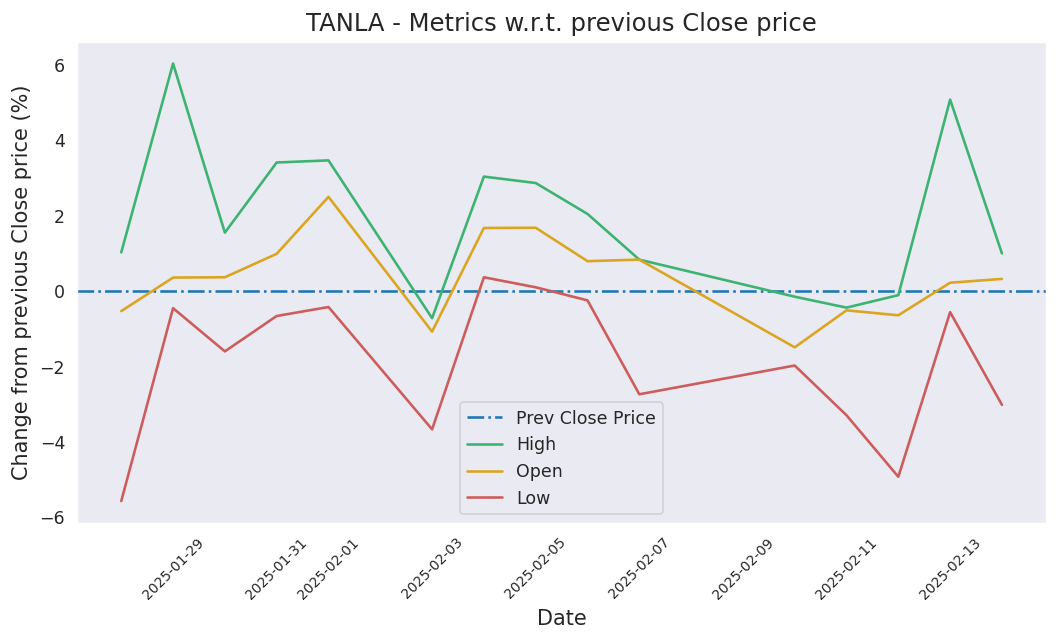 TANLA - Metrics w.r.t. previous Close price
Change from previous Close price (%)
6
4
2
0
−2
−4
−6
Prev Close Price
High
Open
Low
2025-01-29
2025-01-31
2025-02-01
2025-02-03
2025-02-05
2025-02-07
2025-02-09
2025-02-11
2025-02-13
Date